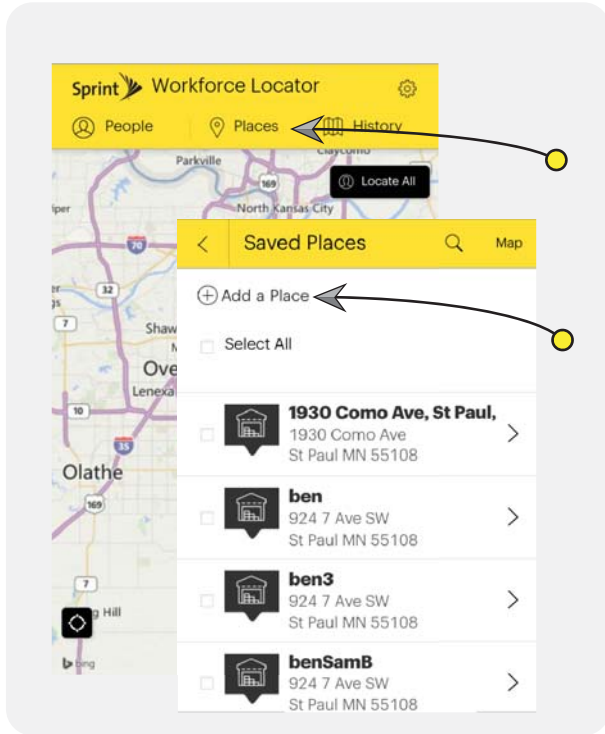 Sprint Workforce Locator
People Places History
Claycomo
Parkville
169
Locate All
North Kansas City
70
Saved Places Map
32
Add a Place
7
Shaw
Select All
Ove
Lenexa
10
1930 Como Ave, St Paul,
1930 Como Ave
St Paul MN 55108
35
Olathe
169
ben
924 7 Ave SW
St Paul MN 55108
7
ben3
924 7 Ave SW
St Paul MN 55108
Hill
bing
benSamB
924 7 Ave SW
St Paul MN 55108